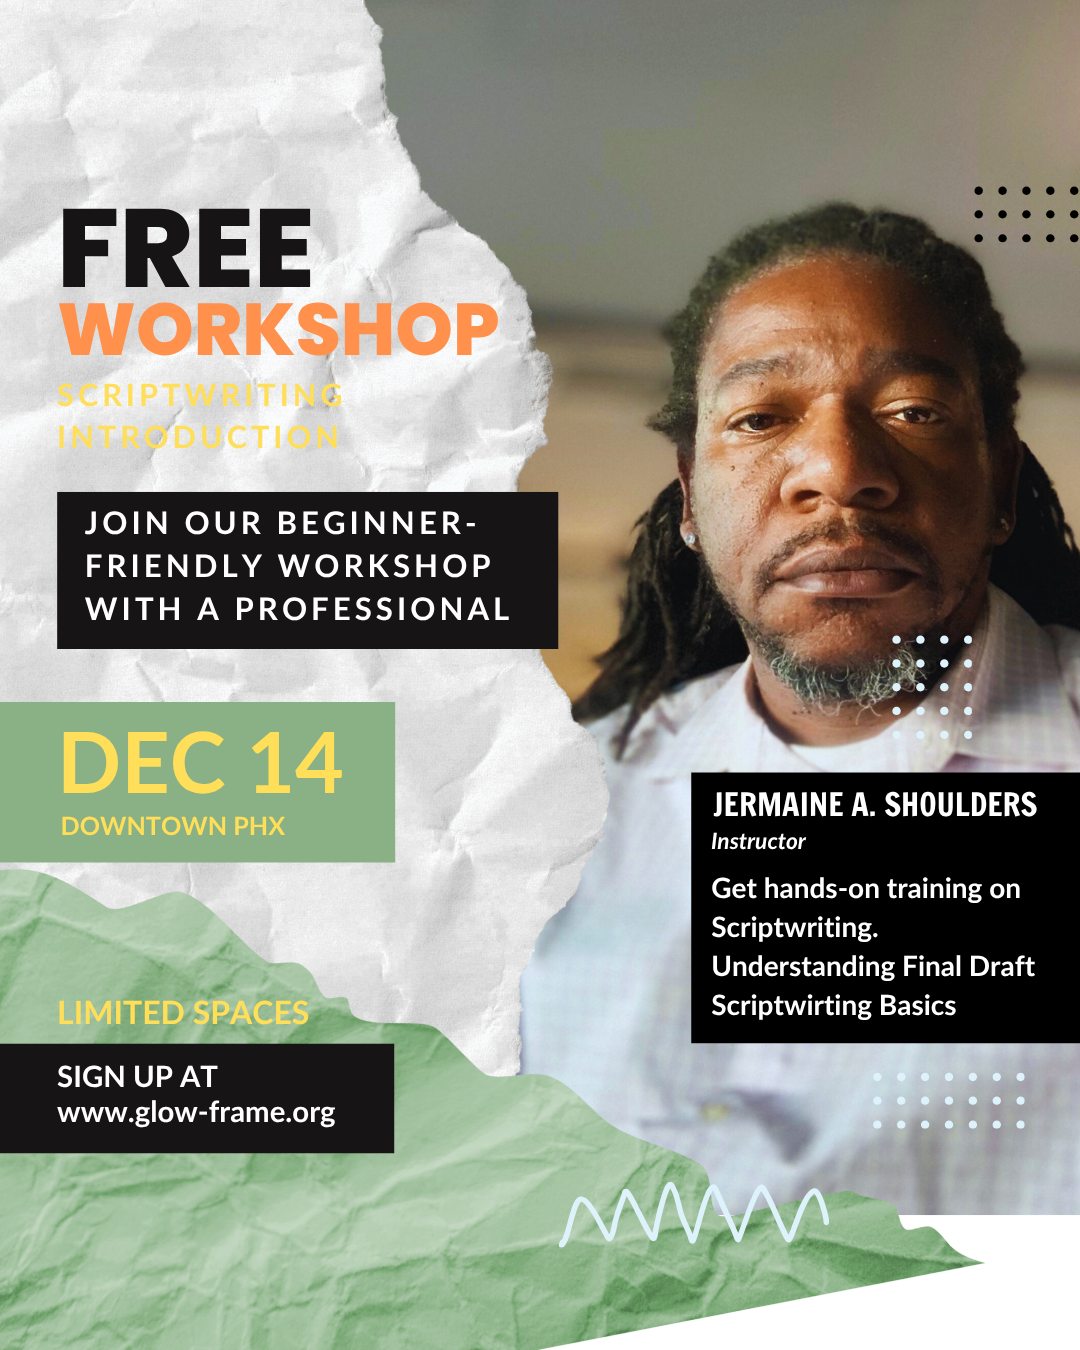 FREE
WORKSHOP
SCRIPTWRITING
INTRODUCTION
JOIN OUR BEGINNER-
FRIENDLY WORKSHOP
WITH A PROFESSIONAL
DEC 14
DOWNTOWN PHX
JERMAINE A. SHOULDERS
Instructor
Get hands-on training on
Scriptwriting.
Understanding Final Draft
Scriptwirting Basics
LIMITED SPACES
SIGN UP AT
www.glow-frame.org